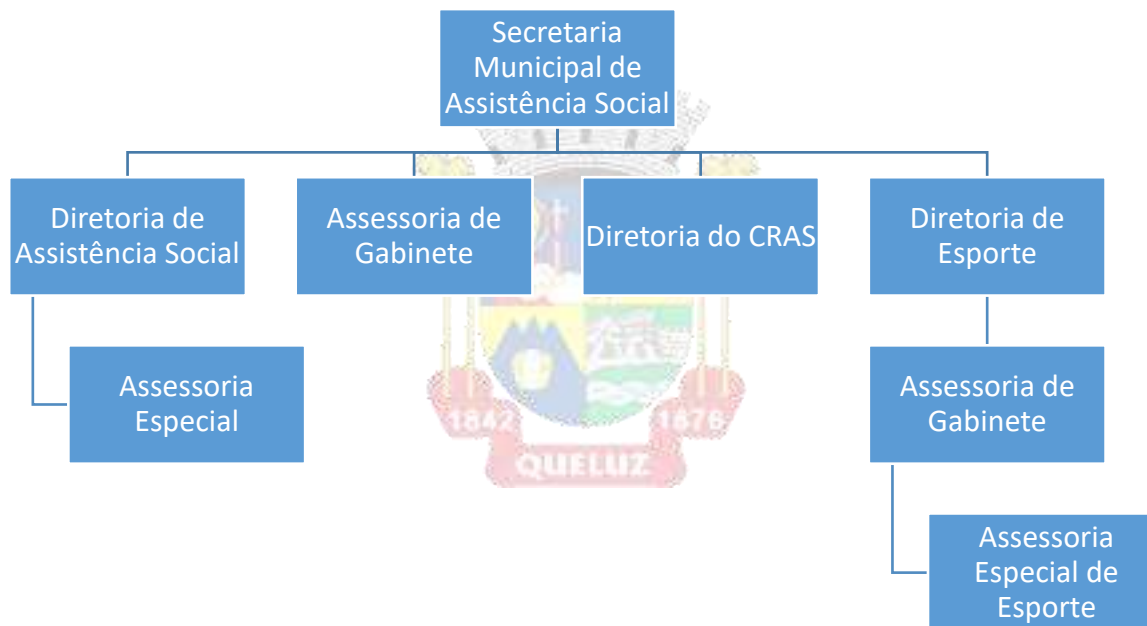 Secretaria
Municipal de
Assistência Social
Diretoria de
Assistência Social
Assessoria de
Gabinete
Diretoria do CRAS
Diretoria de
Esporte
Assessoria
Especial
Assessoria de
Gabinete
1842
1876
QUELUZ
Assessoria
Especial de
Esporte